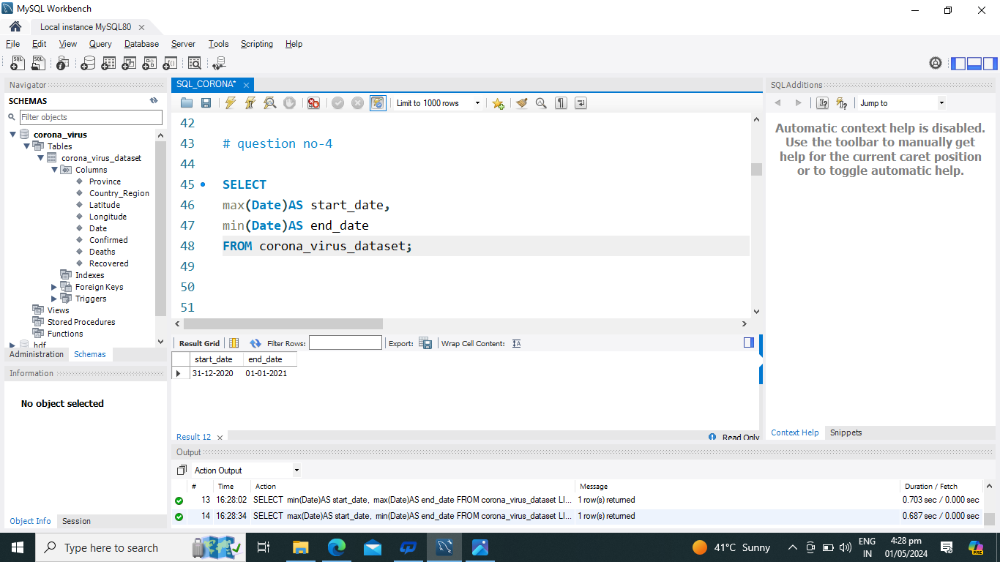 MySQL Workbench
Local instance MySQL80
File Edit View Query Database Server Tools Scripting Help
Navigator
SCHEMAS
Filter objects
corona_virus
Tables
corona_virus_dataset
Columns
Province
Country_Region
Latitude
Longitude
Date
Confirmed
Deaths
Recovered
Indexes
Foreign Keys
Triggers
Views
Stored Procedures
Functions
hdf
Administration Schemas
Information
No object selected
Object Info Session
SQL_CORONA*
Limit to 1000 rows
42
43 # question no-4
44
45 SELECT
46 max(Date)AS start_date,
47 min(Date)AS end_date
48 FROM corona_virus_dataset;
49
50
51
Result Grid Filter Rows: Export: Wrap Cell Content:
start_date end_date
31-12-2020 01-01-2021
Result 12 Read Only
SQLAdditions
Jump to
Automatic context help is disabled.
Use the toolbar to manually get
help for the current caret position
or to toggle automatic help.
Context Help Snippets
Output
Action Output
# Time Action Message Duration / Fetch
13 16:28:02 SELECT min(Date)AS start_date, max(Date)AS end_date FROM corona_virus_dataset LI... 1 row(s) returned 0.703 sec / 0.000 sec
14 16:28:34 SELECT max(Date)AS start_date, min(Date)AS end_date FROM corona_virus_dataset LI... 1 row(s) returned 0.687 sec / 0.000 sec
Type here to search
41°C Sunny
ENG
IN
4:28 pm
01/05/2024
PRE